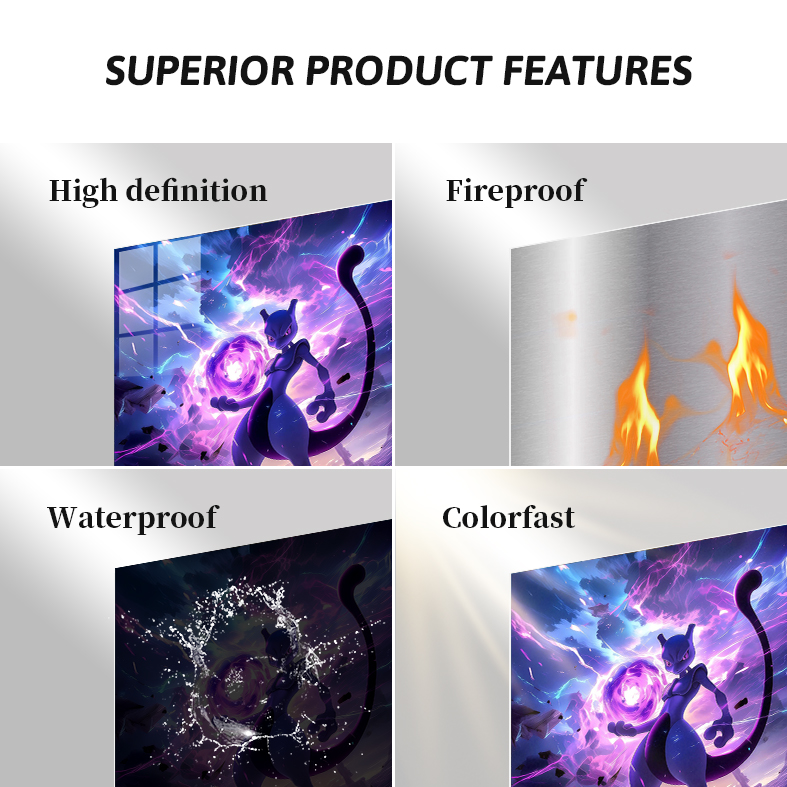 SUPERIOR PRODUCT FEATURES
High definition
Fireproof
Waterproof
Colorfast